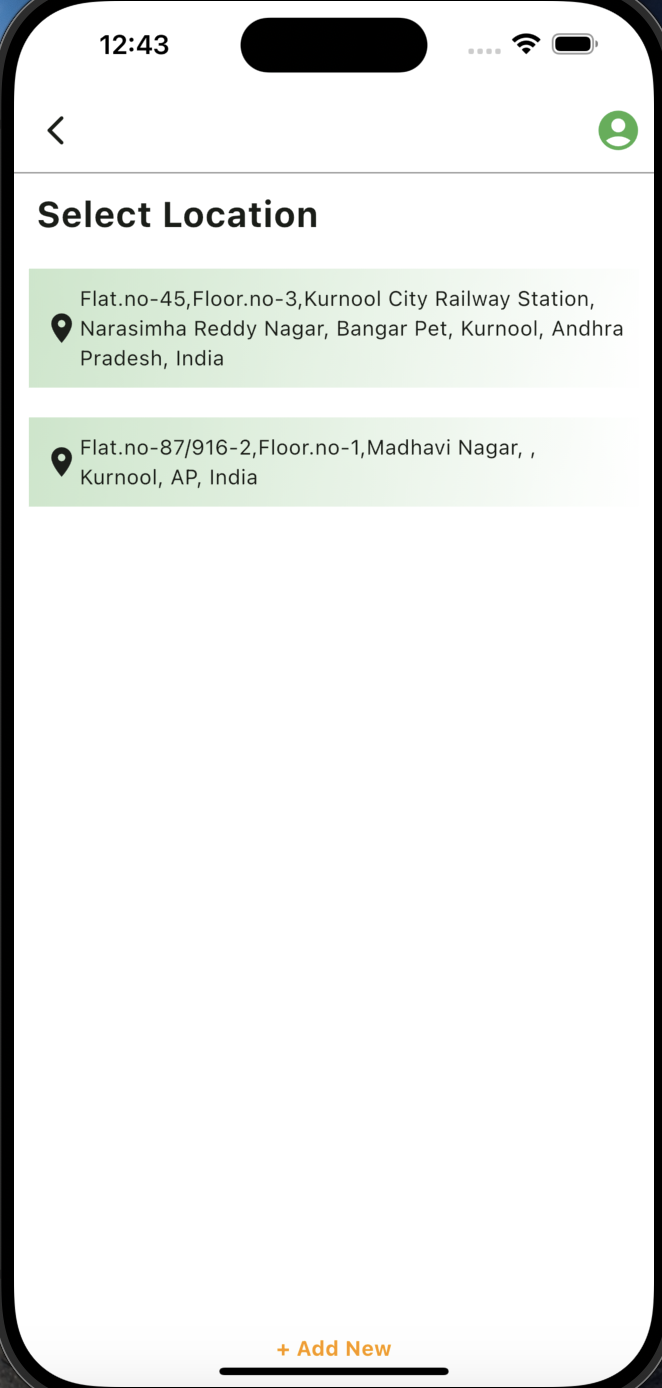 12:43
Select Location
Flat.no-45,Floor.no-3,Kurnool City Railway Station,
Narasimha Reddy Nagar, Bangar Pet, Kurnool, Andhra
Pradesh, India
Flat.no-87/916-2,Floor.no-1,Madhavi Nagar, ,
Kurnool, AP, India
+ Add New